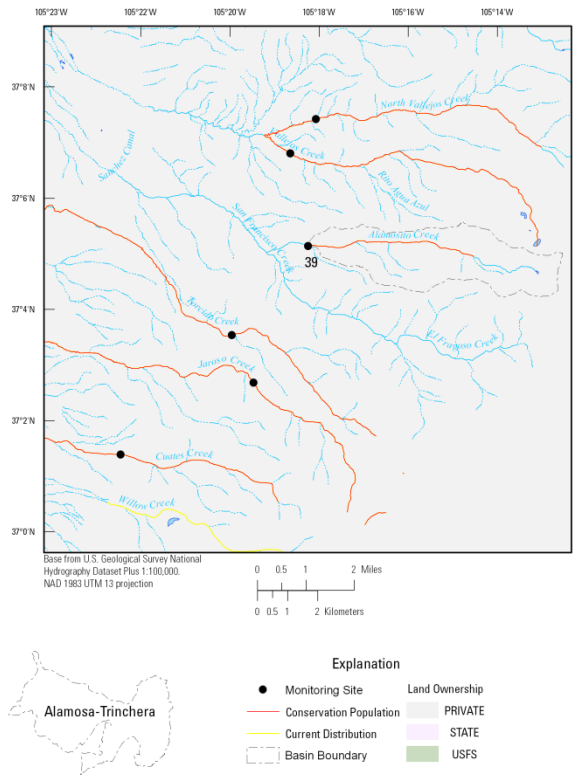 105°23'W
105°22'W
105°20'W
105°18'W
105°16'W
105°14'W
37°8'N
37°6'N
37°4'N
37°2'N
37°0'N
North Vallejos Creek
Vallejos Creek
Sanchez Canal
Rito Agua Azul
San Francisco Creek
Alamosito Creek
39
Torcido Creek
El Fragoso Creek
Jaroso Creek
Cuates Creek
Willow Creek
Base from U.S. Geological Survey National
Hydrography Dataset Plus 1:100,000.
NAD 1983 UTM 13 projection
0 0.5 1 2 Miles
0 0.5 1 2 Kilometers
Explanation
Monitoring Site
Conservation Population
Current Distribution
Basin Boundary
Land Ownership
PRIVATE
STATE
USFS
Alamosa-Trinchera